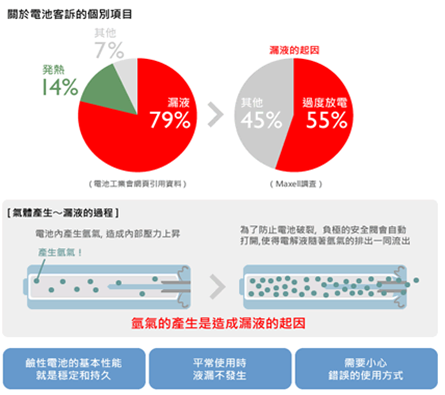 關於電池客訴的個別項目
其他
7%
發熱
14%
漏液
79%
(電池工業會網頁引用資料)
漏液的起因
其他
45%
過度放電
55%
(Maxell調查)
[氣體產生~漏液的過程]
電池內產生氫氣, 造成內部壓力上昇
產生氫氣!
為了防止電池破裂, 負極的安全閥會自動
打開,使得電解液隨著氫氣的排出一同流出
氫氣的產生是造成漏液的起因
鹼性電池的基本性能
就是穩定和持久
平常使用時
液漏不發生
需要小心
錯誤的使用方式